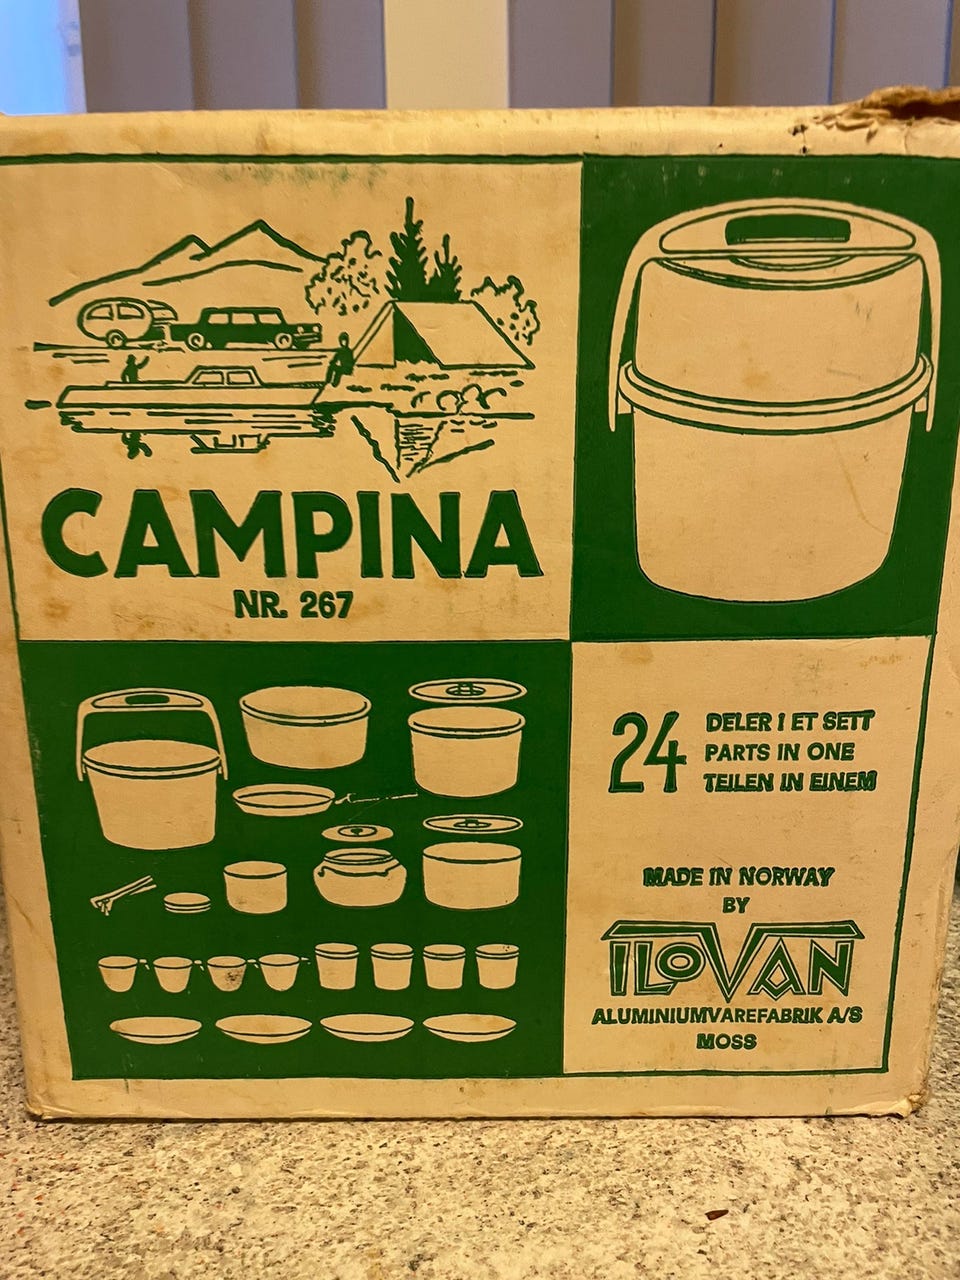 CAMPINA
NR. 267
24
DELER I ET SETT
PARTS IN ONE
TEILEN IN EINEM
MADE IN NORWAY
BY
ILOVAN
ALUMINIUMVAREFABRIK A/S
MOSS